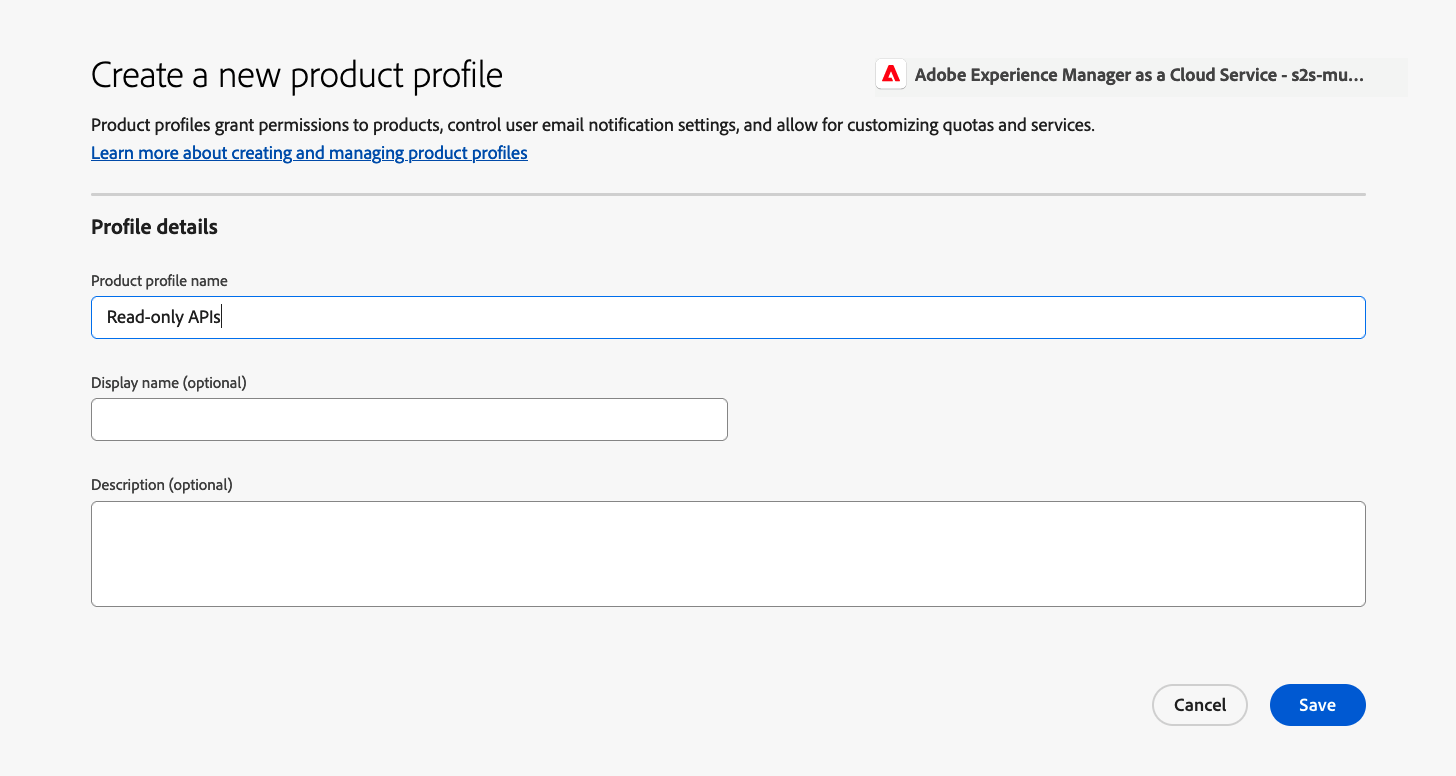 Create a new product profile
Adobe Experience Manager as a Cloud Service - s2s-mu...
Product profiles grant permissions to products, control user email notification settings, and allow for customizing quotas and services.
Learn more about creating and managing product profiles
Profile details
Product profile name
Read-only APIs
Display name (optional)
Description (optional)
Cancel
Save